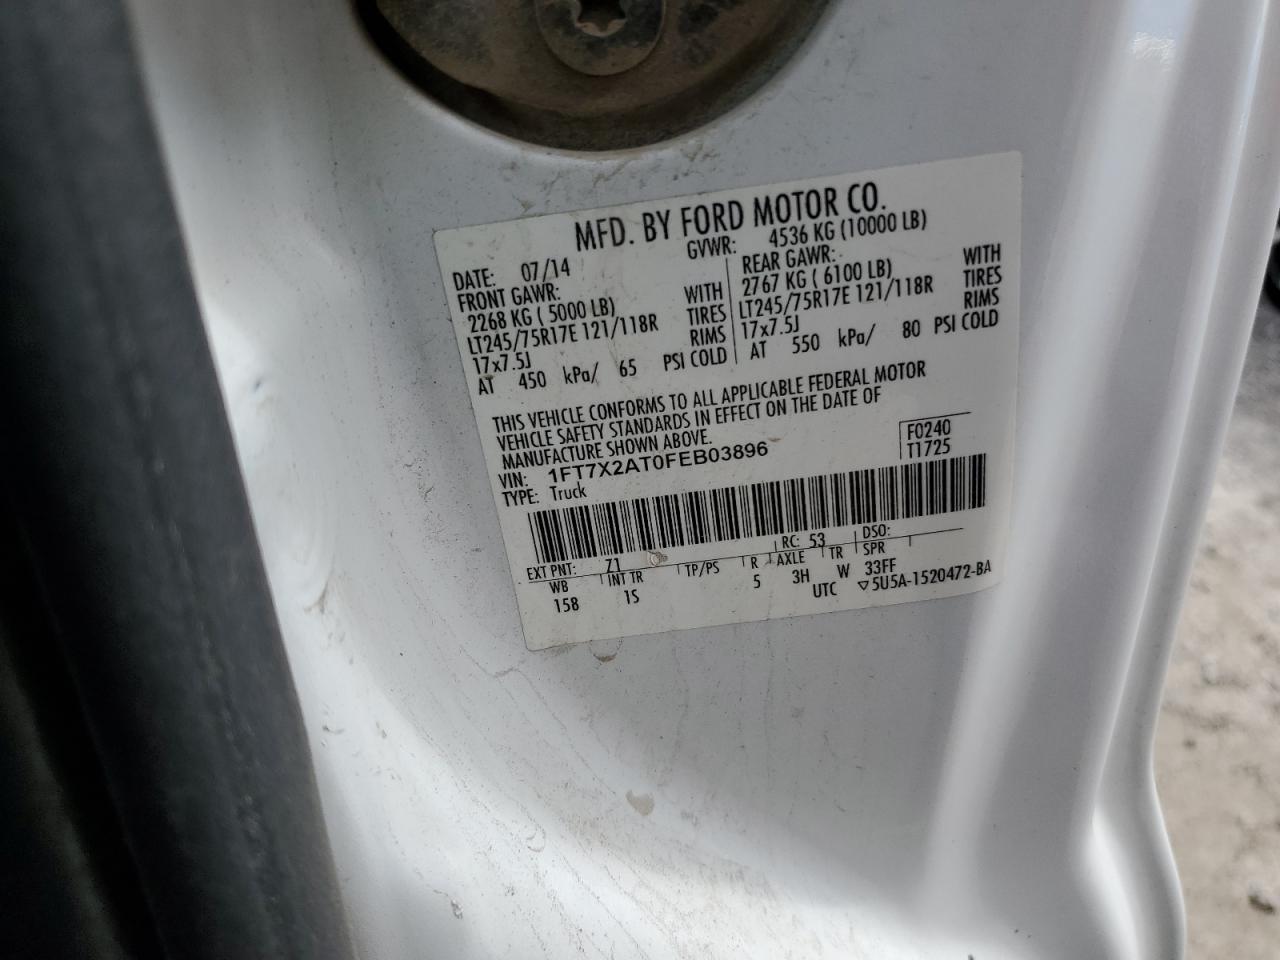 MFD. BY FORD MOTOR CO.
DATE: 07/14 GVWR: 4536 KG (10000 LB)
FRONT GAWR: REAR GAWR:
2268 KG ( 5000 LB) WITH 2767 KG ( 6100 LB) WITH
LT245/75R17E 121/118R TIRES LT245/75R17E 121/118R TIRES
17x7.5J RIMS 17x7.5J RIMS
AT 450 kPa/ 65 PSI COLD AT 550 kPa/ 80 PSI COLD
THIS VEHICLE CONFORMS TO ALL APPLICABLE FEDERAL MOTOR
VEHICLE SAFETY STANDARDS IN EFFECT ON THE DATE OF
MANUFACTURE SHOWN ABOVE.
VIN: 1FT7X2AT0FEB03896 F0240
TYPE: Truck T1725
EXT PNT: Z1 RC: 53 DSO:
WB INT TR TP/PS R AXLE TR SPR
158 1S 5 3H W 33FF
UTC ▽5U5A-1520472-BA